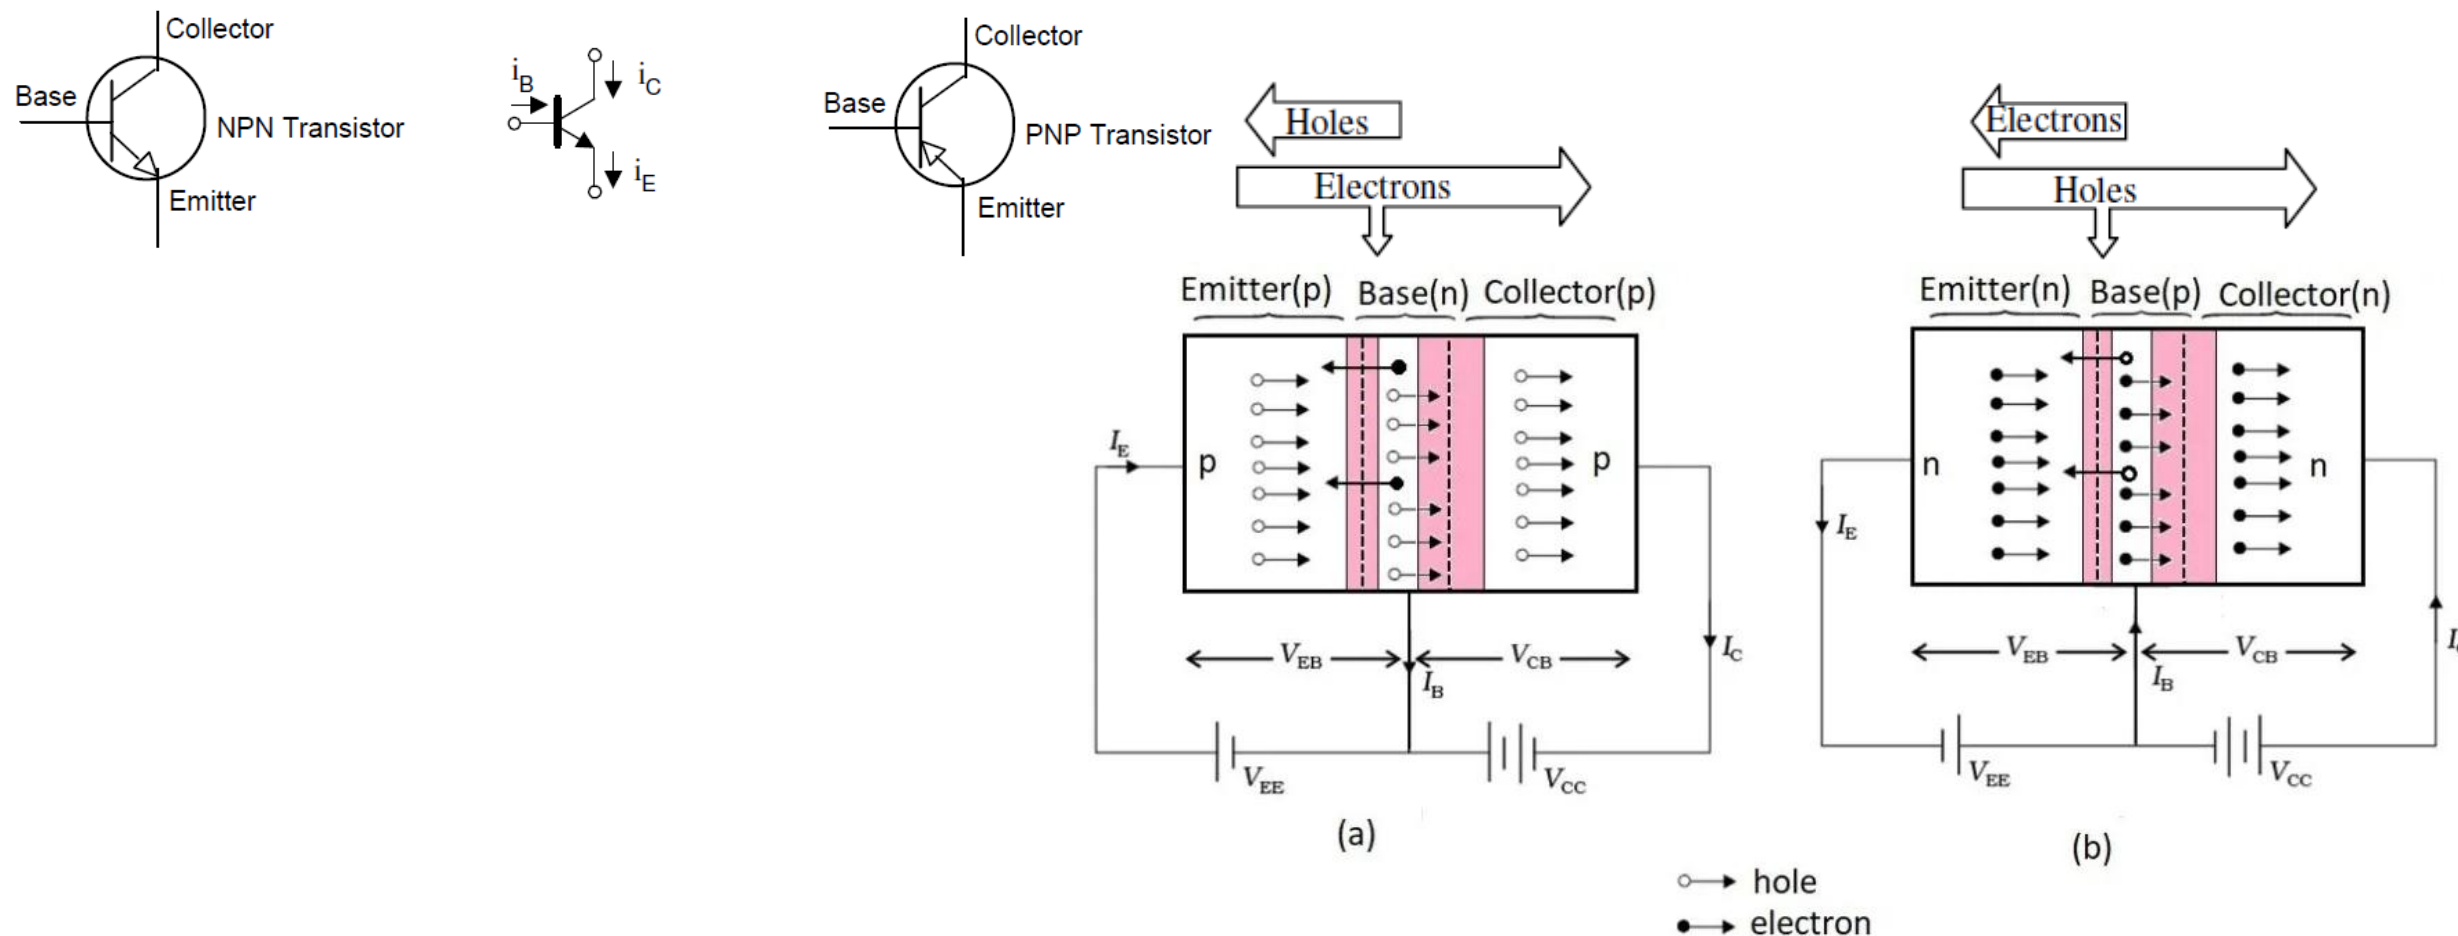 Collector
Base
NPN Transistor
Emitter
iB
iC
iE
Collector
Base
PNP Transistor
Emitter
Holes
Electrons
Emitter(p) Base(n) Collector(p)
IE
p
p
VEB
VCB
IC
IB
VEE
VCC
(a)
Electrons
Holes
Emitter(n) Base(p) Collector(n)
n
n
IE
VEB
VCB
IB
VEE
VCC
(b)
hole
electron